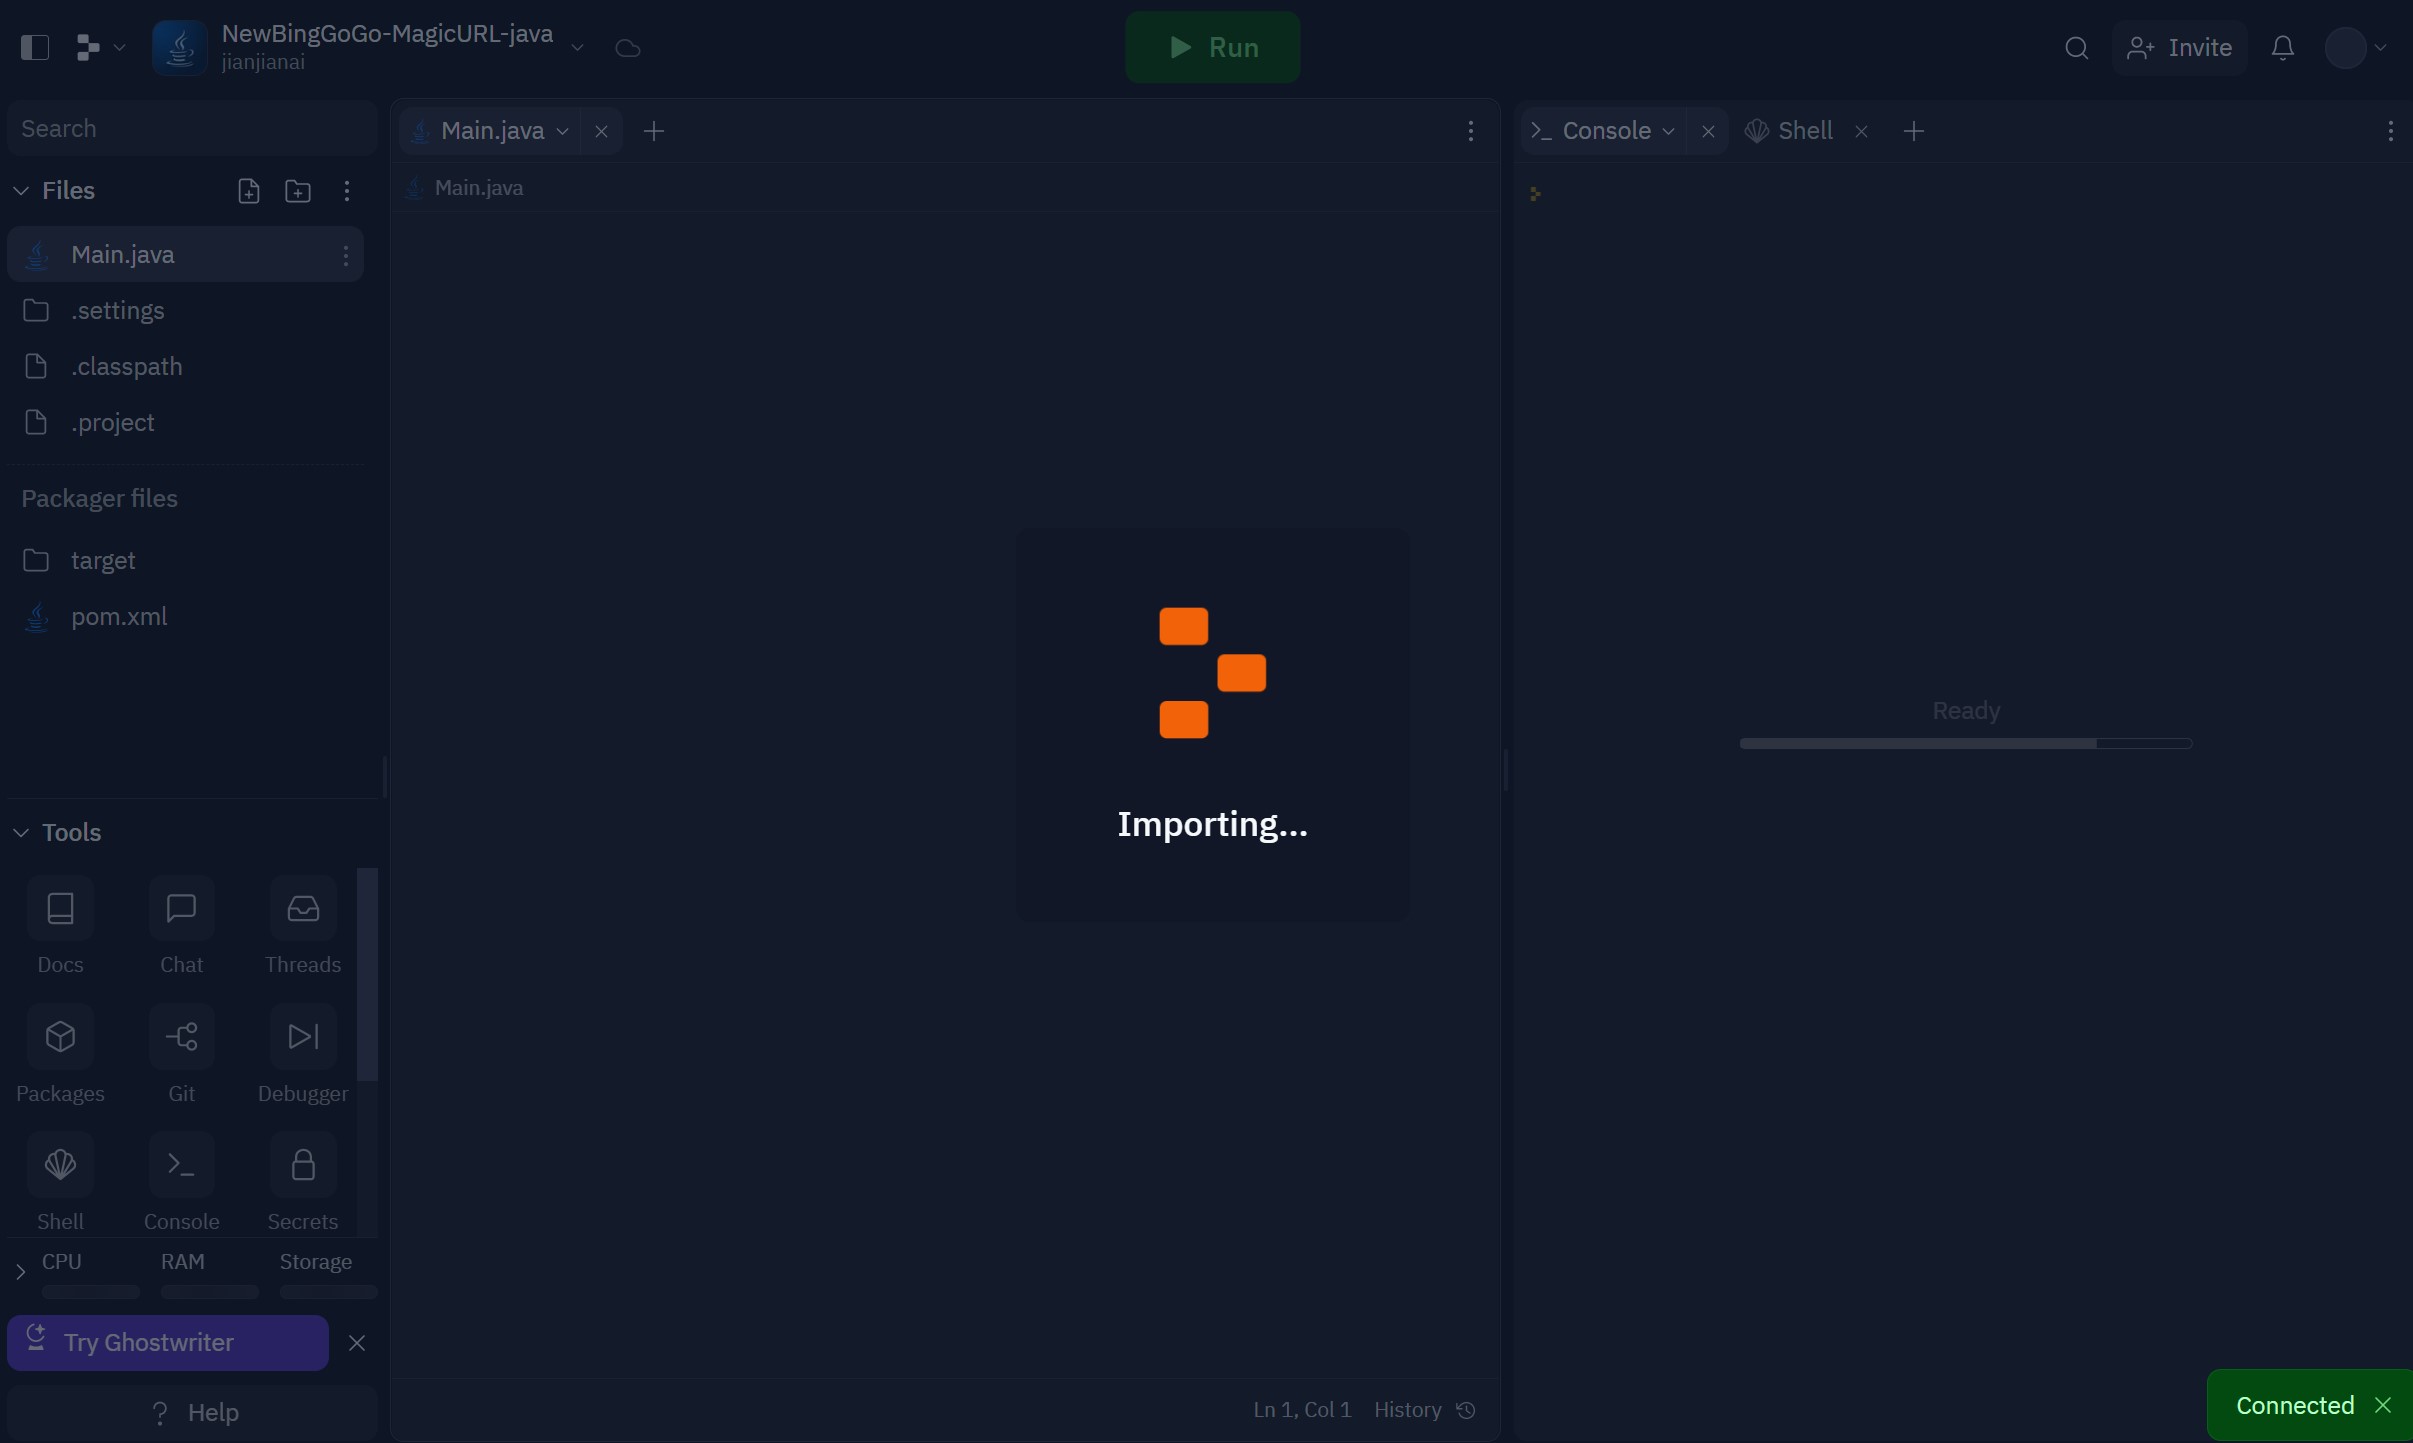 NewBingGoGo-MagicURL-java
jianjianai
Run
Invite
Search
Files
Main.java
.settings
.classpath
.project
Packager files
target
pom.xml
Tools
Docs
Chat
Threads
Packages
Git
Debugger
Shell
Console
Secrets
CPU
RAM
Storage
Try Ghostwriter
Help
Main.java
Main.java
Importing...
Ln 1, Col 1
History
Console
Shell
Ready
Connected